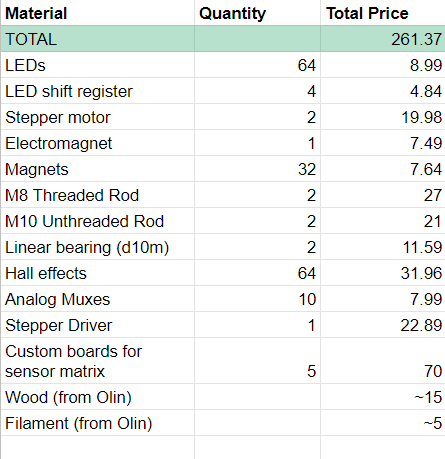 Material Quantity Total Price
TOTAL 261.37
LEDs 64 8.99
LED shift register 4 4.84
Stepper motor 2 19.98
Electromagnet 1 7.49
Magnets 32 7.64
M8 Threaded Rod 2 27
M10 Unthreaded Rod 2 21
Linear bearing (d10m) 2 11.59
Hall effects 64 31.96
Analog Muxes 10 7.99
Stepper Driver 1 22.89
Custom boards for
sensor matrix 5 70
Wood (from Olin) ~15
Filament (from Olin) ~5